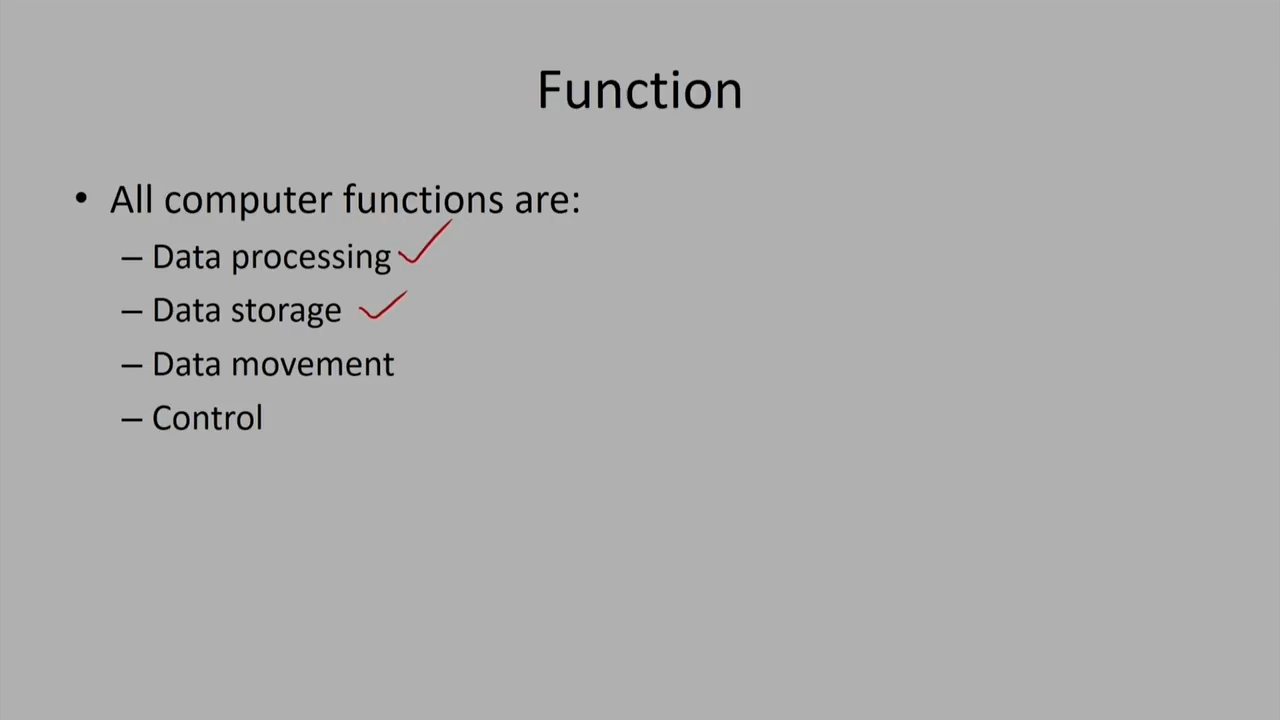 Function
• All computer functions are:
– Data processing
– Data storage
– Data movement
– Control